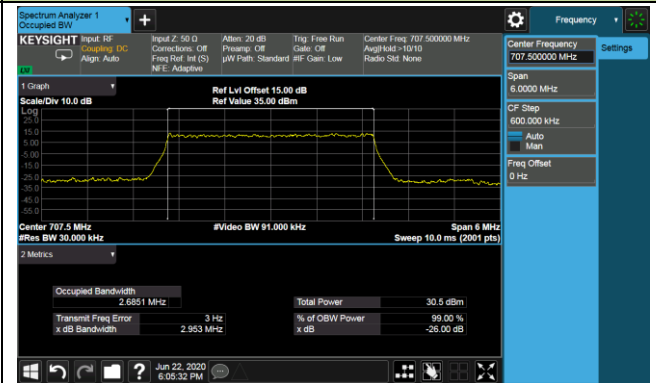 Spectrum Analyzer 1
Occupied BW
+
Frequency
KEYSIGHT
Input: RF
Coupling: DC
Align: Auto
Input Z: 50 Ω
Corrections: Off
Freq Ref: Int (S)
NFE: Adaptive
Atten: 20 dB
Preamp: Off
µW Path: Standard
Trig: Free Run
Gate: Off
#IF Gain: Low
Center Freq: 707.500000 MHz
Avg|Hold:>10/10
Radio Std: None
Center Frequency
707.500000 MHz
Settings
Span
6.0000 MHz
CF Step
600.000 kHz
Auto
Man
Freq Offset
0 Hz
1 Graph
Scale/Div 10.0 dB
Ref Lvl Offset 15.00 dB
Ref Value 35.00 dBm
Log
25.0
15.0
5.00
-5.00
-15.0
-25.0
-35.0
-45.0
-55.0
Center 707.5 MHz
#Res BW 30.000 kHz
#Video BW 91.000 kHz
Span 6 MHz
Sweep 10.0 ms (2001 pts)
2 Metrics
Occupied Bandwidth
2.6851 MHz
Total Power 30.5 dBm
Transmit Freq Error 3 Hz
% of OBW Power 99.00 %
x dB Bandwidth 2.953 MHz
x dB -26.00 dB
?
Jun 22, 2020
6:05:32 PM